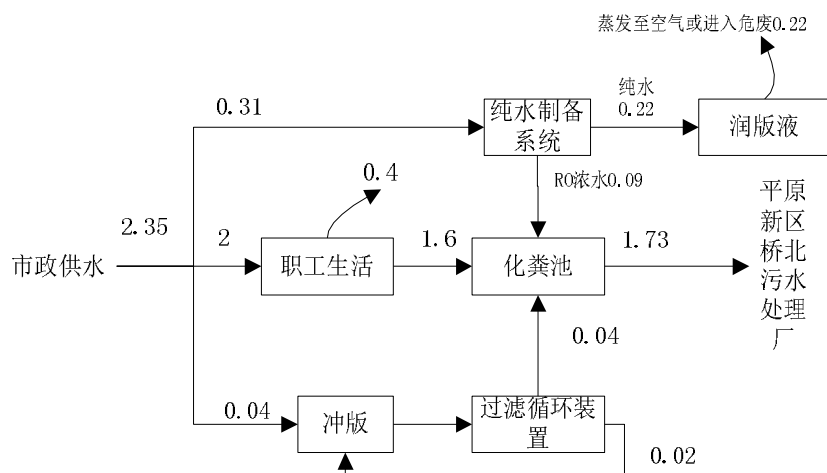 蒸发至空气或进入危废0.22
0.31
纯水制备
系统
纯水
0.22
润版液
RO浓水0.09
0.4
市政供水
2.35
2
职工生活
1.6
化粪池
1.73
平原
新区
桥北
污水
处理
厂
0.04
0.04
冲版
过滤循环装
置
0.02